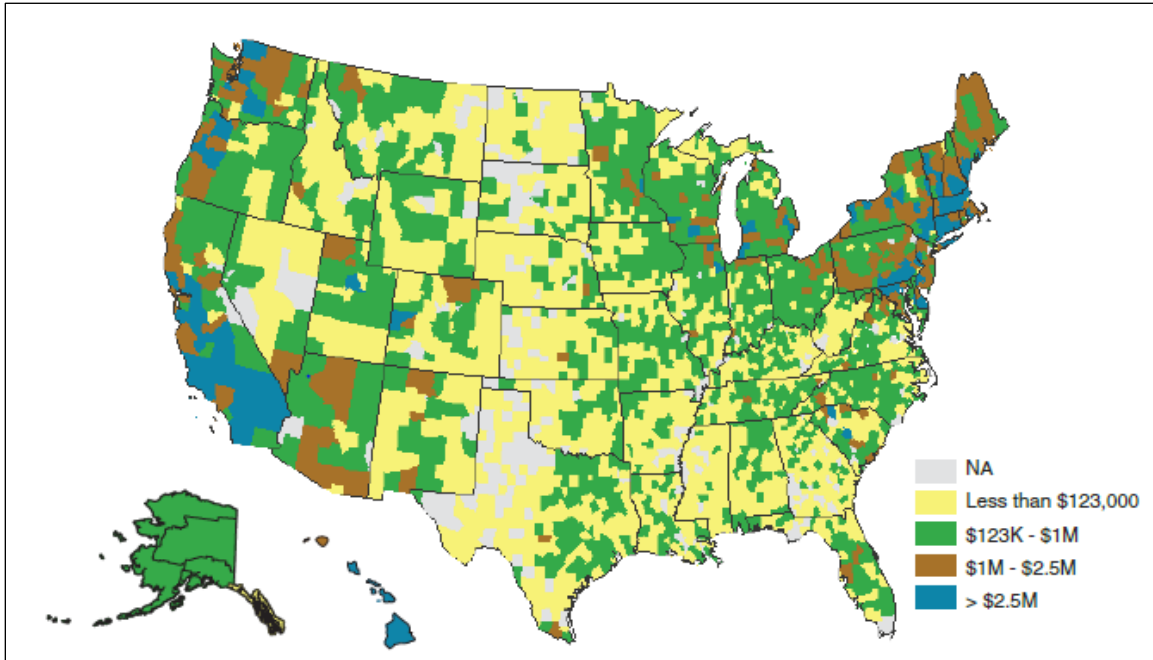 NA
Less than $123,000
$123K - $1M
$1M - $2.5M
> $2.5M